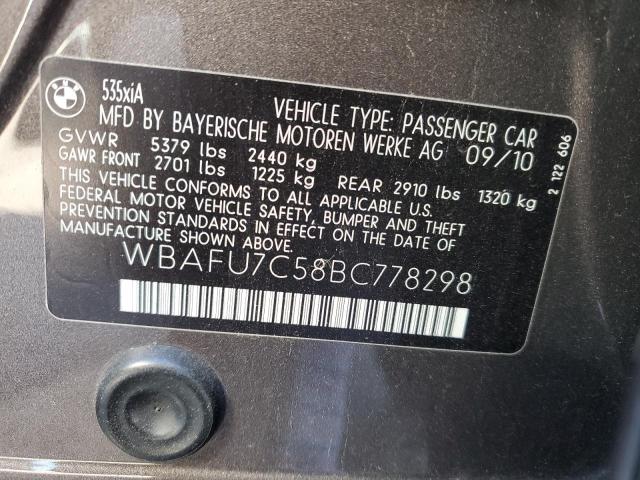 BMW
535xiA
VEHICLE TYPE: PASSENGER CAR
MFD BY BAYERISCHE MOTOREN WERKE AG 09/10
GVWR 5379 lbs 2440 kg
GAWR FRONT 2701 lbs 1225 kg REAR 2910 lbs 1320 kg
THIS VEHICLE CONFORMS TO ALL APPLICABLE U.S.
FEDERAL MOTOR VEHICLE SAFETY, BUMPER AND THEFT
PREVENTION STANDARDS IN EFFECT ON THE DATE OF
MANUFACTURE SHOWN ABOVE.
WBAFU7C58BC778298
2 122 606